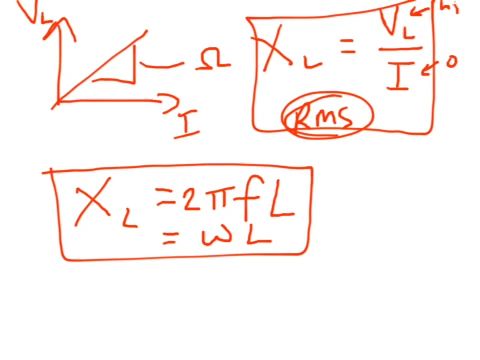 V_L
Ω
I
X_L = V_L / I
RMS
X_L = 2πfL
= ωL